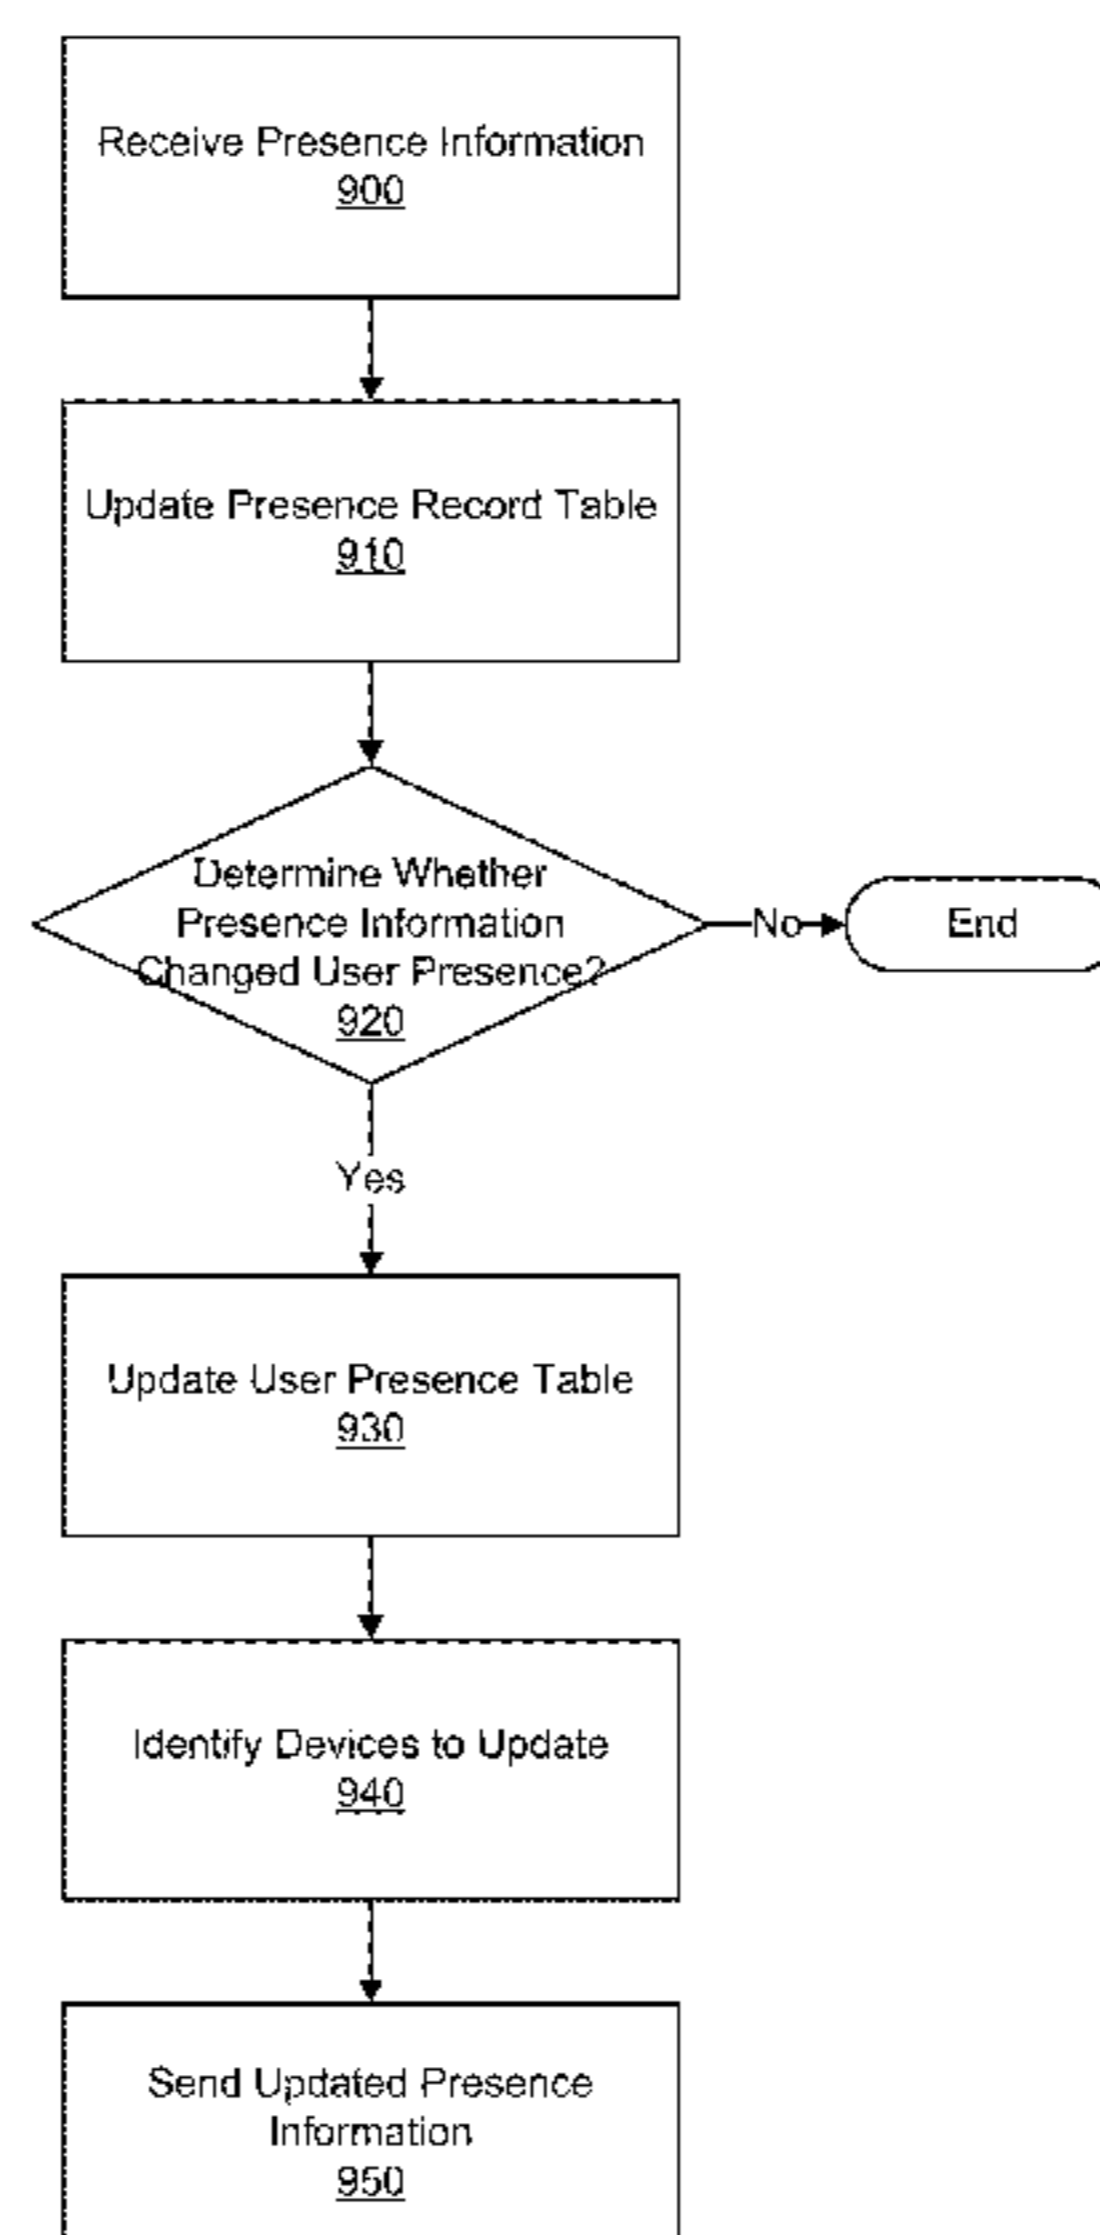 Receive Presence Information
900
Update Presence Record Table
910
Determine Whether
Presence Information
Changed User Presence?
920
No
End
Yes
Update User Presence Table
930
Identify Devices to Update
940
Send Updated Presence
Information
950